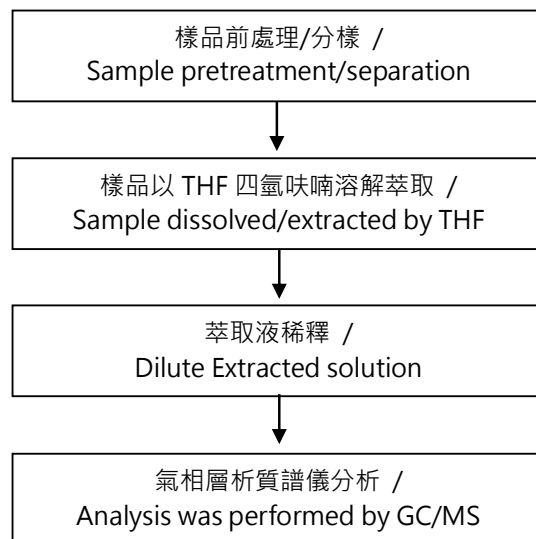 樣品前處理/分樣 /
Sample pretreatment/separation
樣品以 THF 四氫呋喃溶解萃取 /
Sample dissolved/extracted by THF
萃取液稀釋 /
Dilute Extracted solution
氣相層析質譜儀分析 /
Analysis was performed by GC/MS